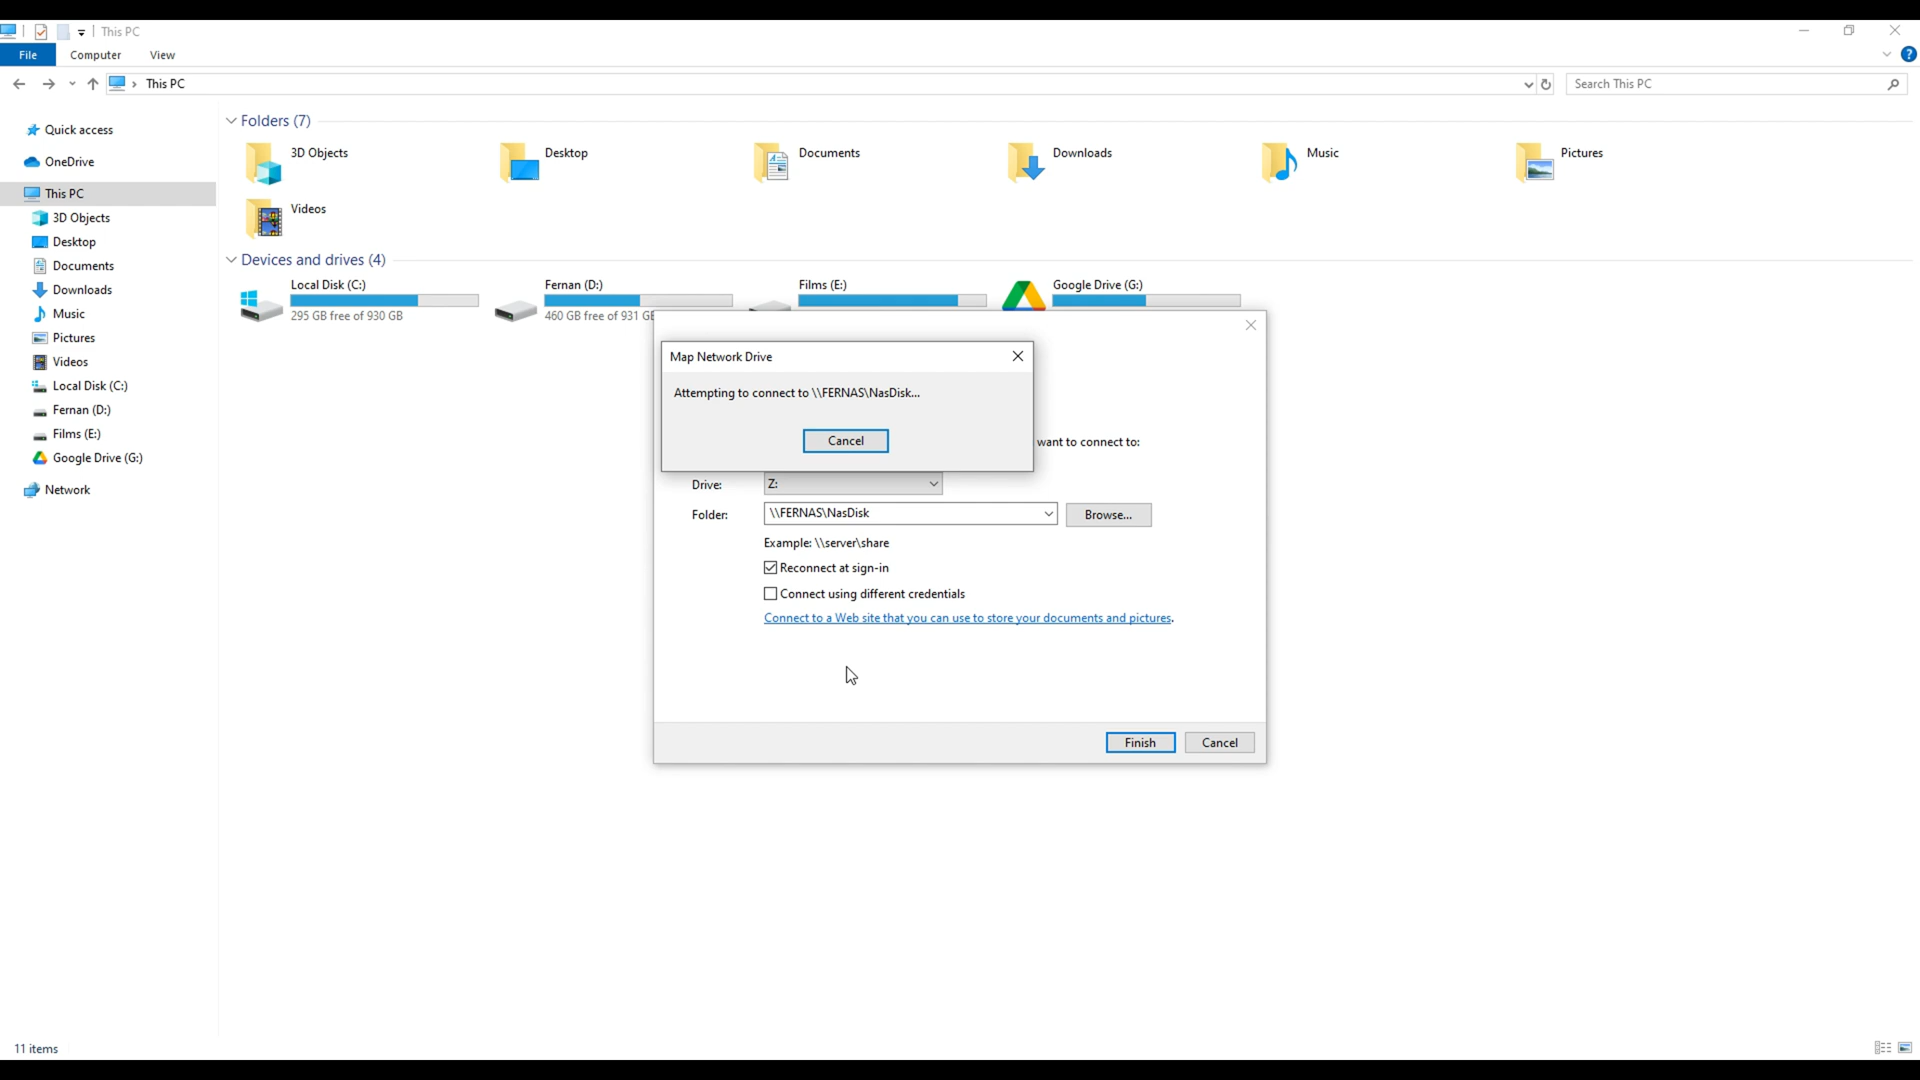 This PC
File Computer View
This PC
Search This PC
Quick access
OneDrive
This PC
3D Objects
Desktop
Documents
Downloads
Music
Pictures
Videos
Local Disk (C:)
Fernan (D:)
Films (E:)
Google Drive (G:)
Network
Folders (7)
3D Objects
Desktop
Documents
Downloads
Music
Pictures
Videos
Devices and drives (4)
Local Disk (C:)
295 GB free of 930 GB
Fernan (D:)
460 GB free of 931 GB
Films (E:)
Google Drive (G:)
Map Network Drive
Attempting to connect to \\FERNAS\NasDisk...
Cancel
want to connect to:
Drive: Z:
Folder: \\FERNAS\NasDisk Browse...
Example: \\server\share
Reconnect at sign-in
Connect using different credentials
Connect to a Web site that you can use to store your documents and pictures.
Finish Cancel
11 items